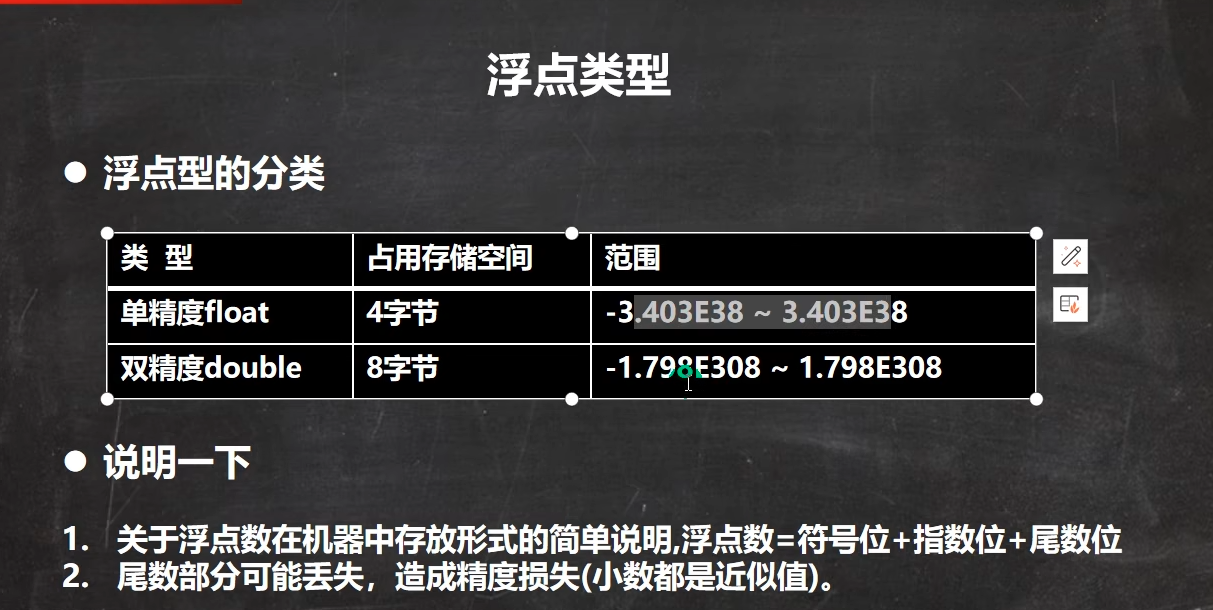 浮点类型
浮点型的分类
类 型 占用存储空间 范围
单精度float 4字节 -3.403E38 ~ 3.403E38
双精度double 8字节 -1.798E308 ~ 1.798E308
说明一下
1. 关于浮点数在机器中存放形式的简单说明,浮点数=符号位+指数位+尾数位
2. 尾数部分可能丢失，造成精度损失(小数都是近似值)。